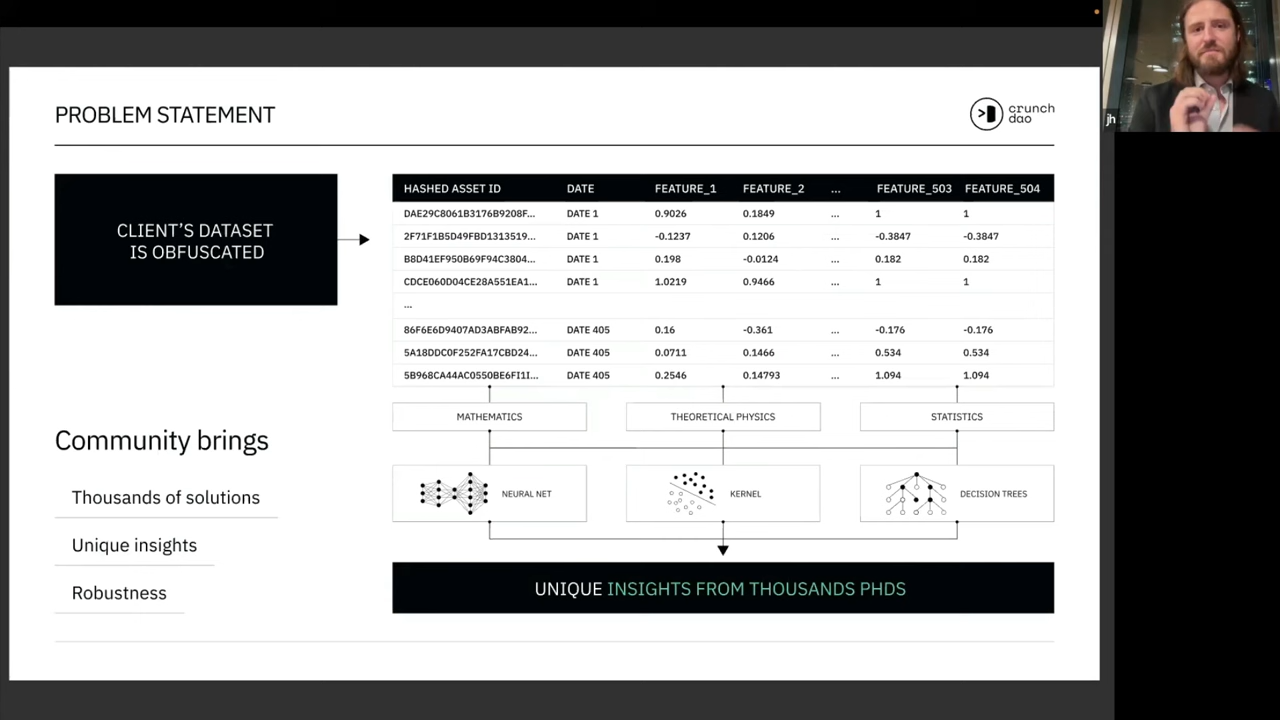 PROBLEM STATEMENT
crunch
dao
jh
CLIENT'S DATASET
IS OBFUSCATED
HASHED ASSET ID DATE FEATURE_1 FEATURE_2 ... FEATURE_503 FEATURE_504
DAE29C8061B3176B9208F... DATE 1 0.9026 0.1849 ... 1 1
2F71F1B5D49FBD1313519... DATE 1 -0.1237 0.1206 ... -0.3847 -0.3847
B8D41EF950B69F94C3804... DATE 1 0.198 -0.0124 ... 0.182 0.182
CDCE060D04CE28A551EA1... DATE 1 1.0219 0.9466 ... 1 1
...
86F6E6D9407AD3ABFAB92... DATE 405 0.16 -0.361 ... -0.176 -0.176
5A18DDC0F252FA17CBD24... DATE 405 0.0711 0.1466 ... 0.534 0.534
5B968CA44AC0550BE6FI1I... DATE 405 0.2546 0.14793 ... 1.094 1.094
MATHEMATICS THEORETICAL PHYSICS STATISTICS
NEURAL NET KERNEL DECISION TREES
Community brings
Thousands of solutions
Unique insights
Robustness
UNIQUE INSIGHTS FROM THOUSANDS PHDS